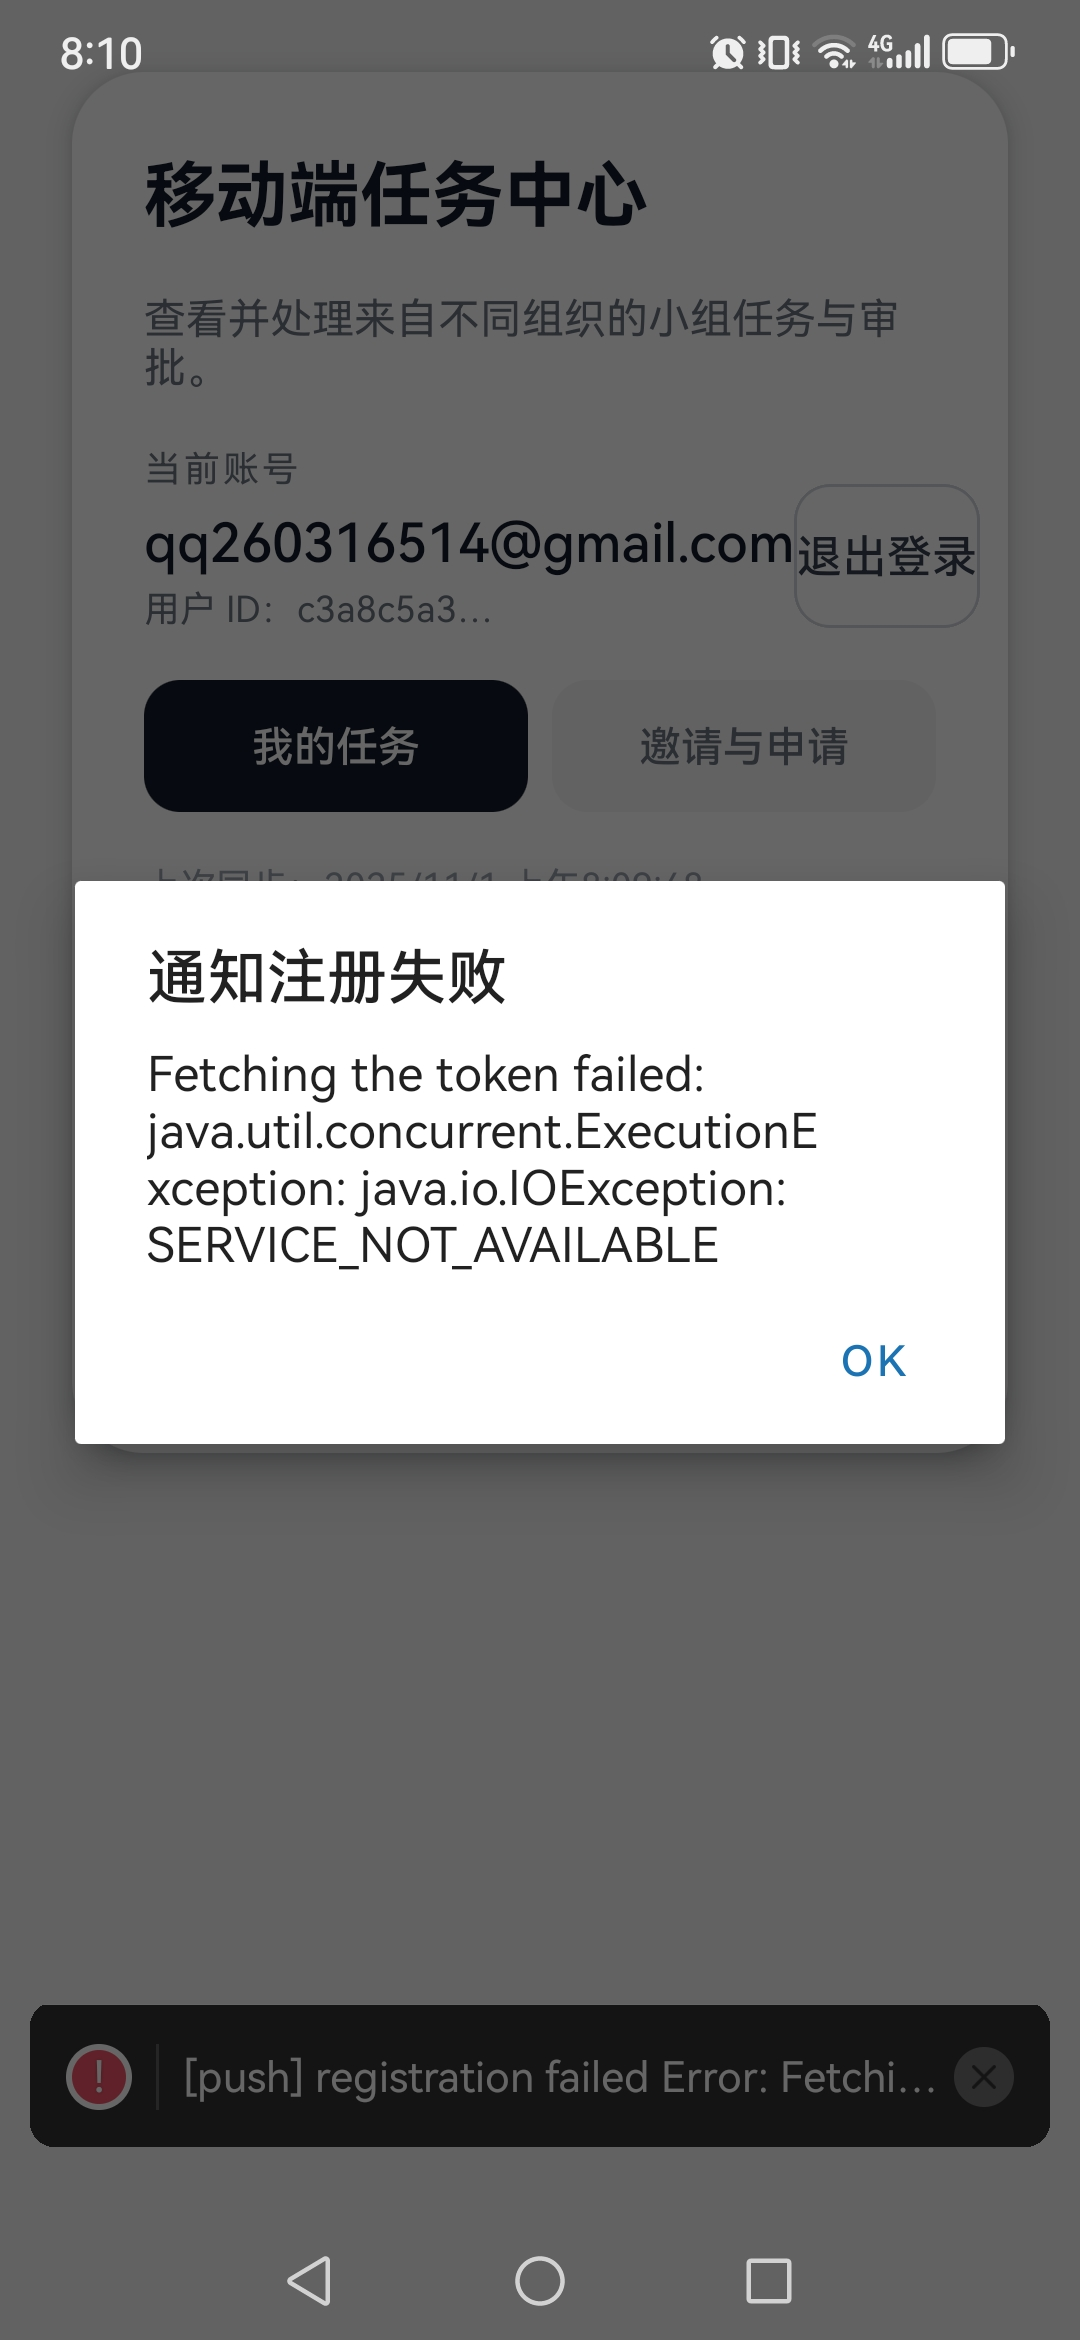 8:10
4G
移动端任务中心
查看并处理来自不同组织的小组任务与审
批。
当前账号
qq260316514@gmail.com
退出登录
用户 ID： c3a8c5a3...
我的任务
邀请与申请
通知注册失败
Fetching the token failed:
java.util.concurrent.ExecutionE
xception: java.io.IOException:
SERVICE_NOT_AVAILABLE
OK
[push] registration failed Error: Fetchi...